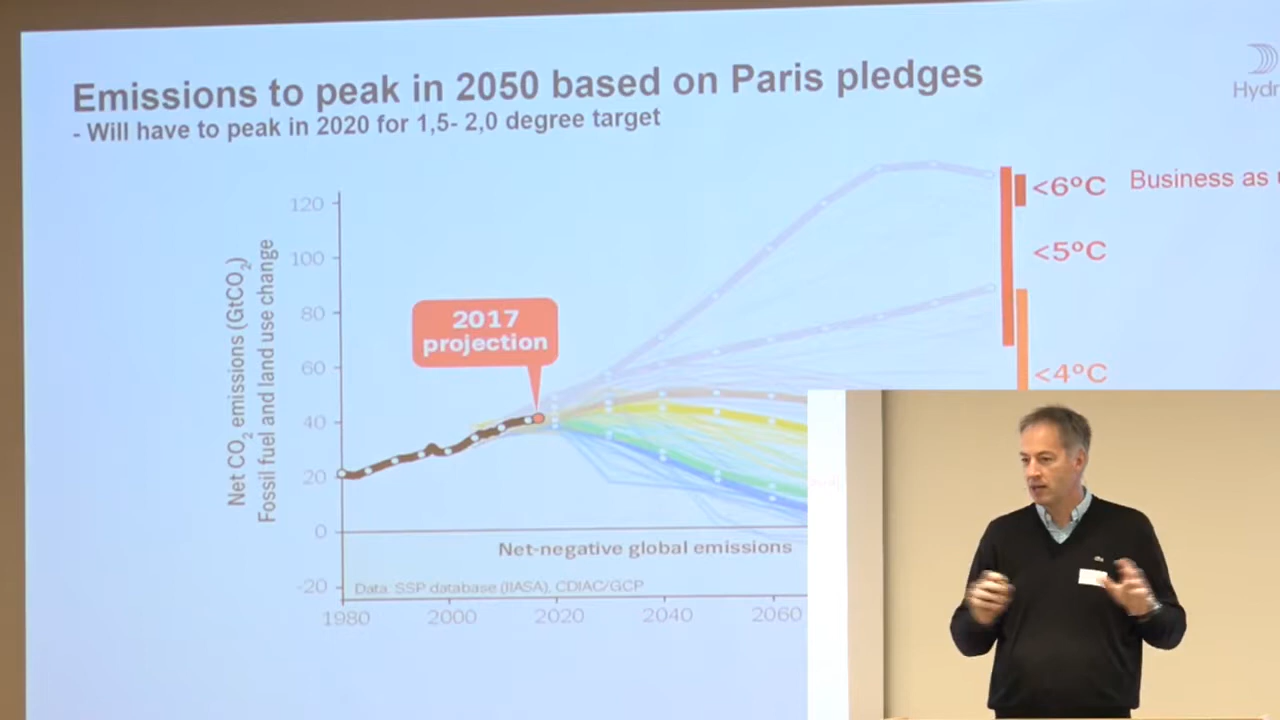 Emissions to peak in 2050 based on Paris pledges
- Will have to peak in 2020 for 1,5- 2,0 degree target
Hydr
120
100
80
60
40
20
0
-20
Net CO2 emissions (GtCO2)
Fossil fuel and land use change
2017
projection
<6°C Business as
<5°C
<4°C
Net-negative global emissions
Data: SSP database (IIASA), CDIAC/GCP
1980 2000 2020 2040 2060